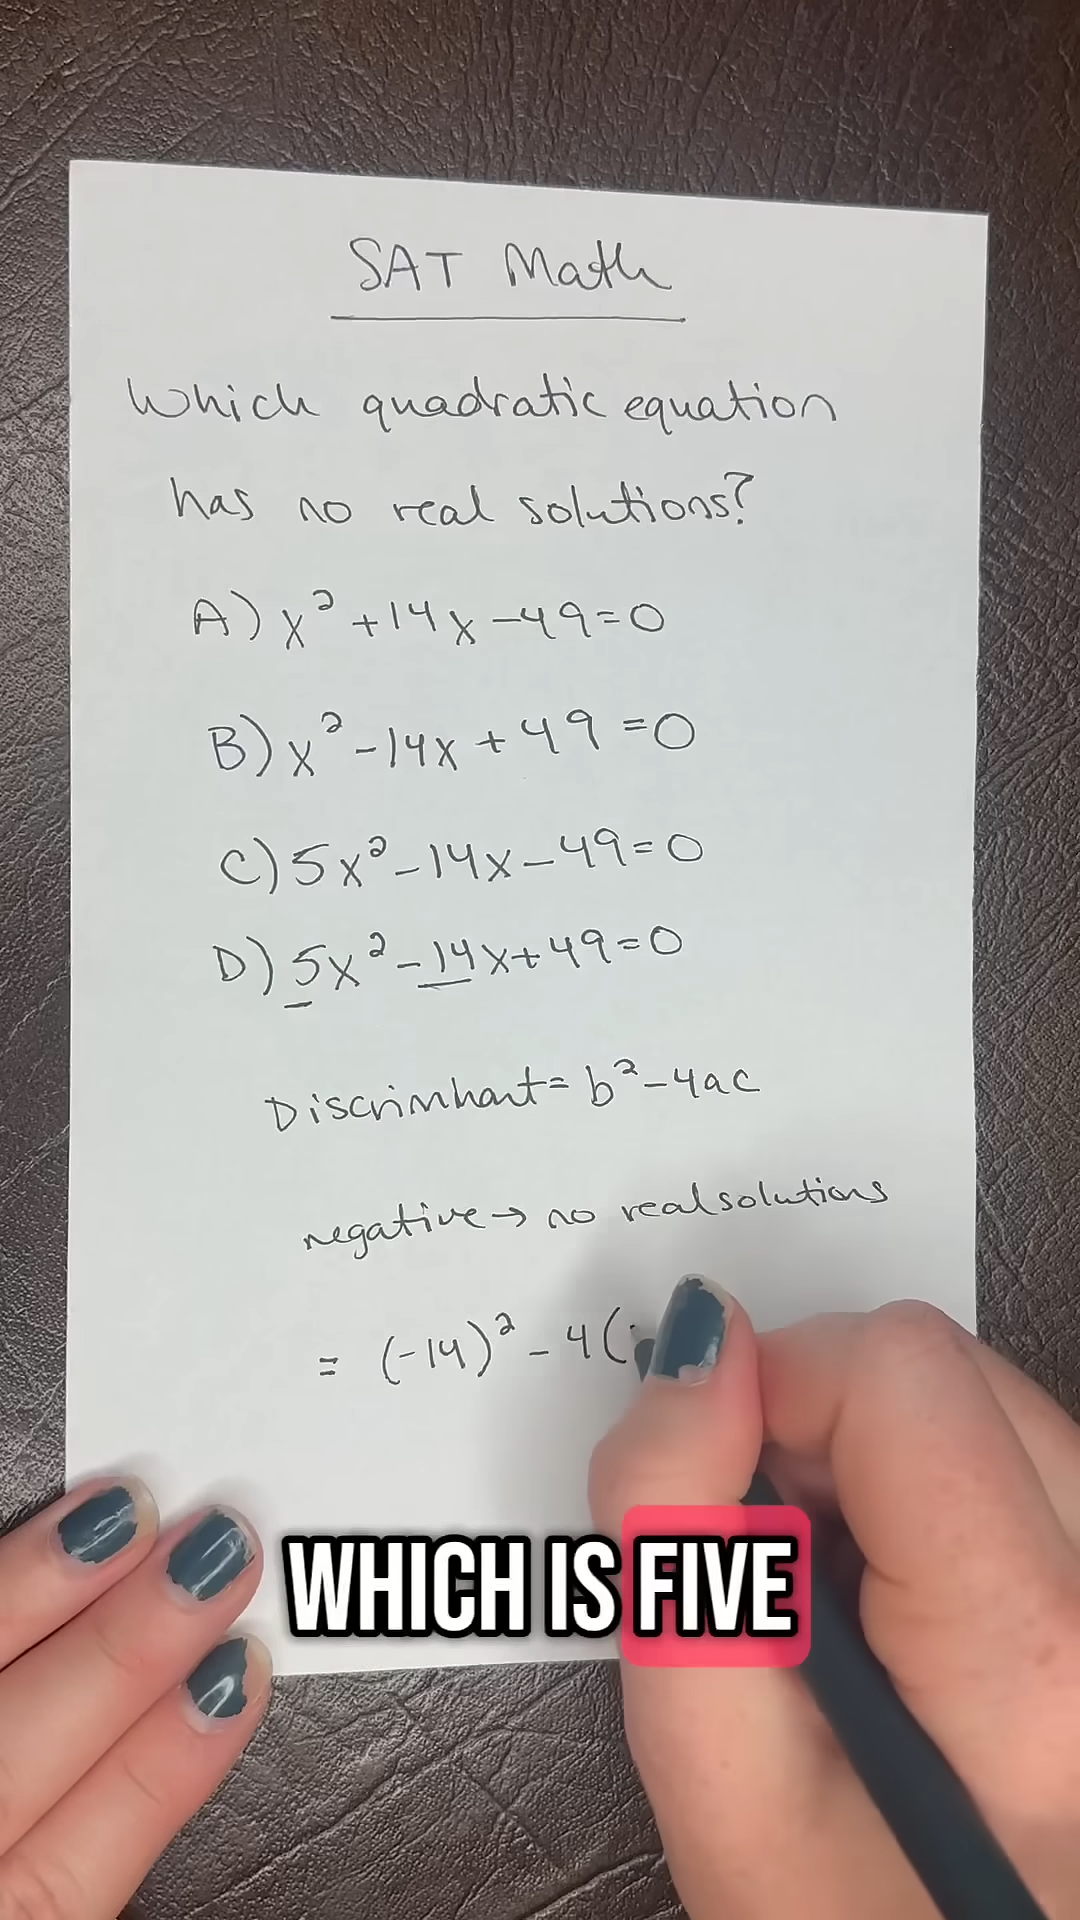 SAT Math
Which quadratic equation
has no real solutions?
A) x² +14x -49=0
B) x² -14x + 49 =0
C) 5x² -14x -49=0
D) 5x² -14x+49=0
Discriminant= b² -4ac
negative → no real solutions
= (-14)² - 4(
WHICH IS FIVE